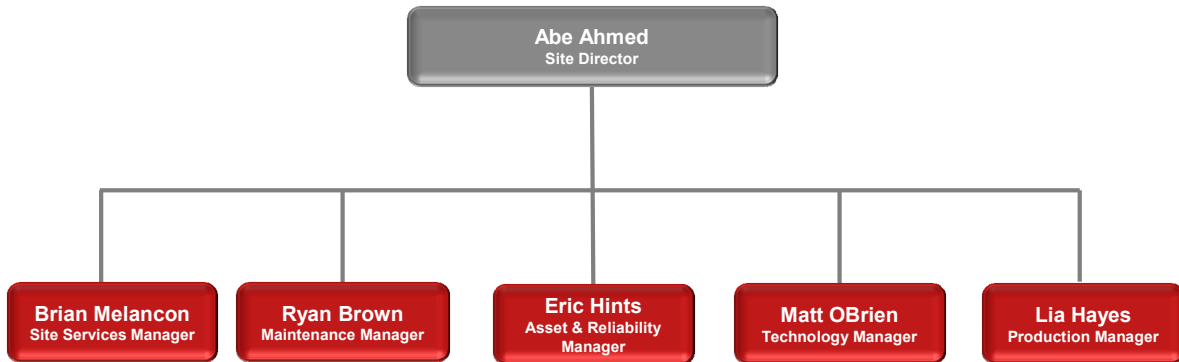 Abe Ahmed
Site Director
Brian Melancon
Site Services Manager
Ryan Brown
Maintenance Manager
Eric Hints
Asset & Reliability
Manager
Matt OBrien
Technology Manager
Lia Hayes
Production Manager